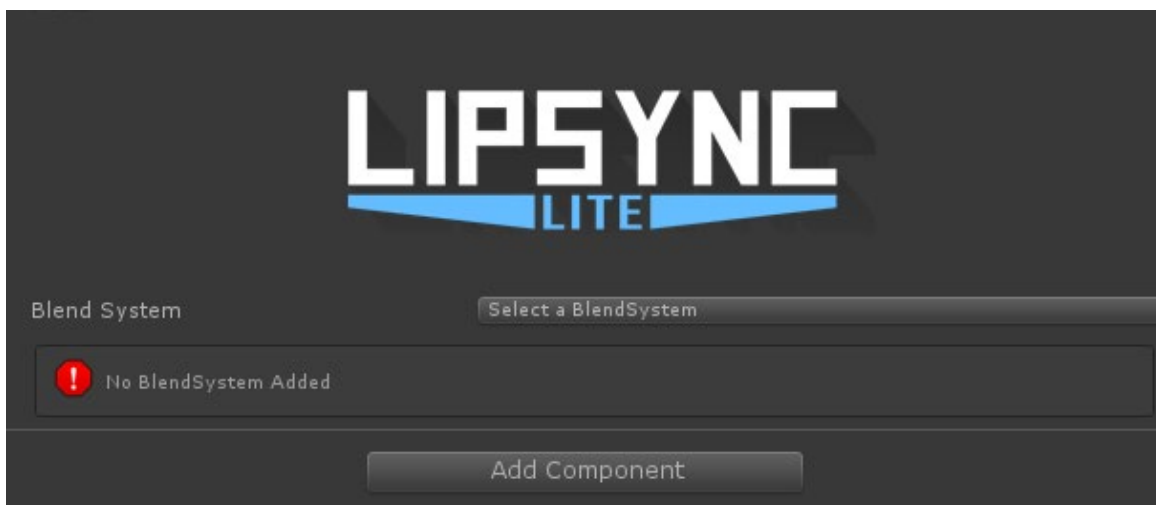 LIPSYNC
LITE
Blend System
Select a BlendSystem
No BlendSystem Added
Add Component